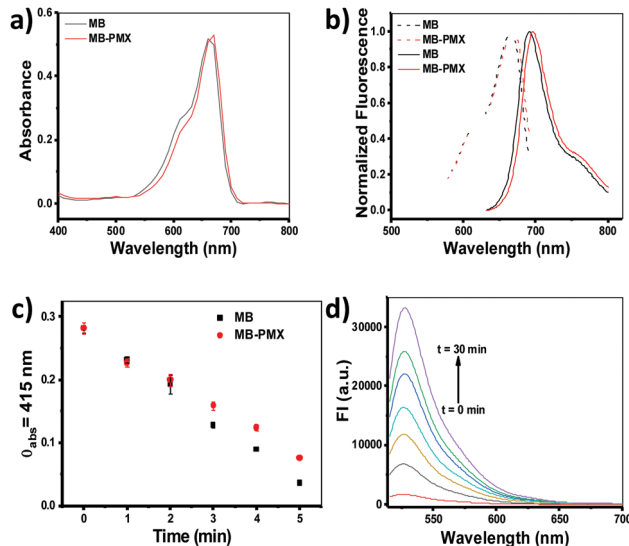 a)
MB
MB-PMX
Absorbance
0.6
0.3
0.0
400 500 600 700 800
Wavelength (nm)
b)
MB
MB-PMX
MB
MB-PMX
Normalized Fluorescence
1.0
0.8
0.6
0.4
0.2
0.0
500 600 700 800
Wavelength (nm)
c)
MB
MB-PMX
θabs= 415 nm
0.3
0.2
0.1
0.0
0 1 2 3 4 5
Time (min)
d)
t = 30 min
t = 0 min
FI (a.u.)
30000
20000
10000
0
550 600 650 700
Wavelength (nm)